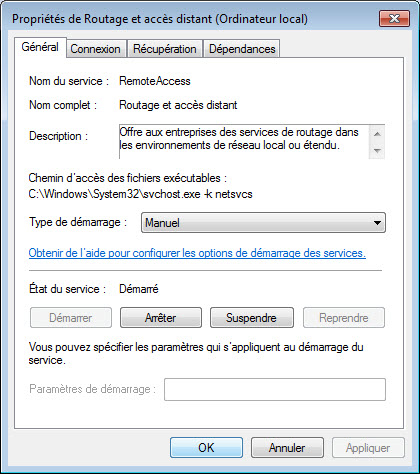 Propriétés de Routage et accès distant (Ordinateur local)
Général Connexion Récupération Dépendances
Nom du service : RemoteAccess
Nom complet : Routage et accès distant
Description : Offre aux entreprises des services de routage dans
les environnements de réseau local ou étendu.
Chemin d'accès des fichiers exécutables :
C:\Windows\System32\svchost.exe -k netsvcs
Type de démarrage : Manuel
Obtenir de l'aide pour configurer les options de démarrage des services.
État du service : Démarré
Démarrer Arrêter Suspendre Reprendre
Vous pouvez spécifier les paramètres qui s'appliquent au démarrage du
service.
Paramètres de démarrage :
OK Annuler Appliquer